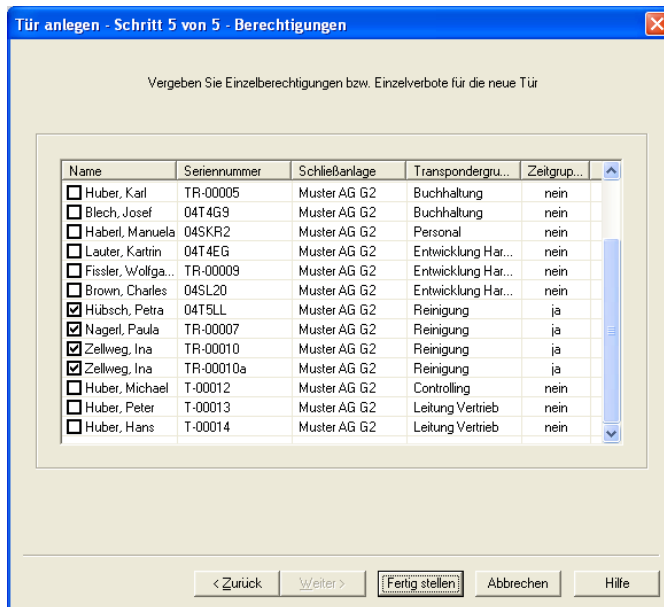 Tür anlegen - Schritt 5 von 5 - Berechtigungen
Vergeben Sie Einzelberechtigungen bzw. Einzelverbote für die neue Tür
Name Seriennummer Schließanlage Transpondergru... Zeitgrup...
Huber, Karl TR-00005 Muster AG G2 Buchhaltung nein
Blech, Josef 04T4G9 Muster AG G2 Buchhaltung nein
Haberl, Manuela 04SKR2 Muster AG G2 Personal nein
Lauter, Kartrin 04T4EG Muster AG G2 Entwicklung Har... nein
Fissler, Wolfga... TR-00009 Muster AG G2 Entwicklung Har... nein
Brown, Charles 04SL20 Muster AG G2 Entwicklung Har... nein
Hübsch, Petra 04T5LL Muster AG G2 Reinigung ja
Nagerl, Paula TR-00007 Muster AG G2 Reinigung ja
Zellweg, Ina TR-00010 Muster AG G2 Reinigung ja
Zellweg, Ina TR-00010a Muster AG G2 Reinigung ja
Huber, Michael T-00012 Muster AG G2 Controlling nein
Huber, Peter T-00013 Muster AG G2 Leitung Vertrieb nein
Huber, Hans T-00014 Muster AG G2 Leitung Vertrieb nein
< Zurück Weiter > Fertig stellen Abbrechen Hilfe